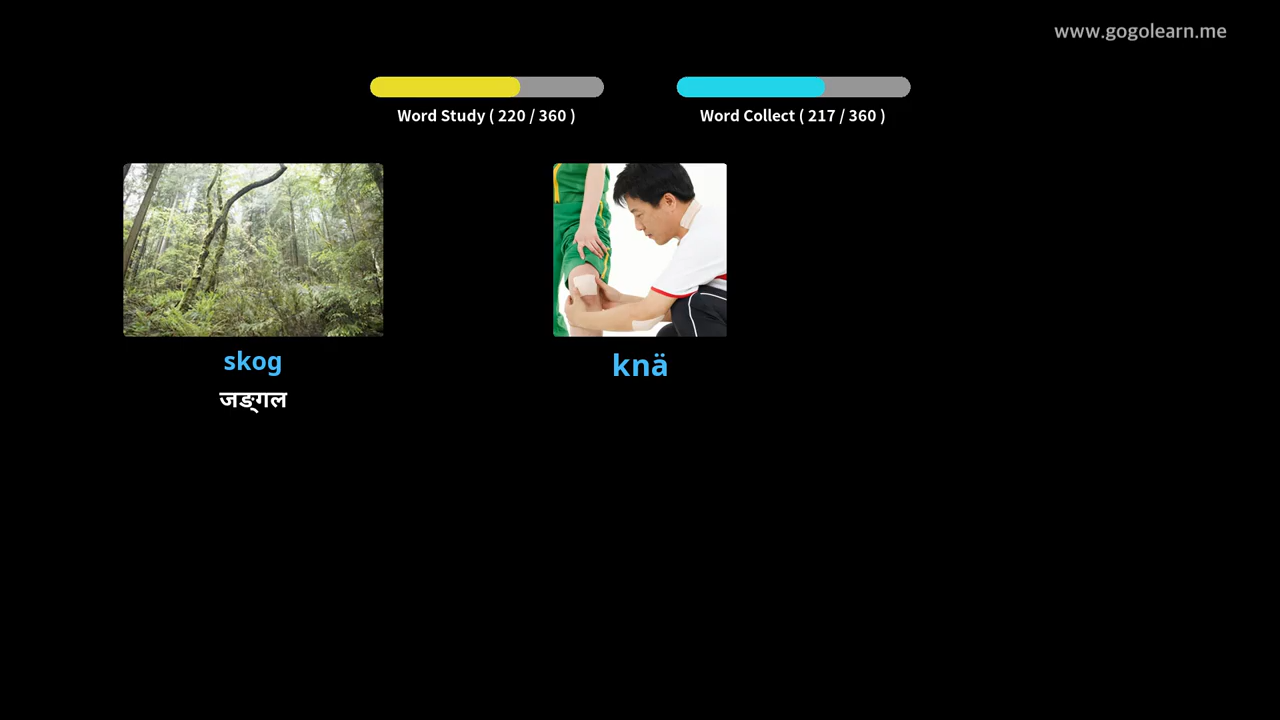 www.gogolearn.me
Word Study ( 220 / 360 )
Word Collect ( 217 / 360 )
skog
जङ्गल
knä